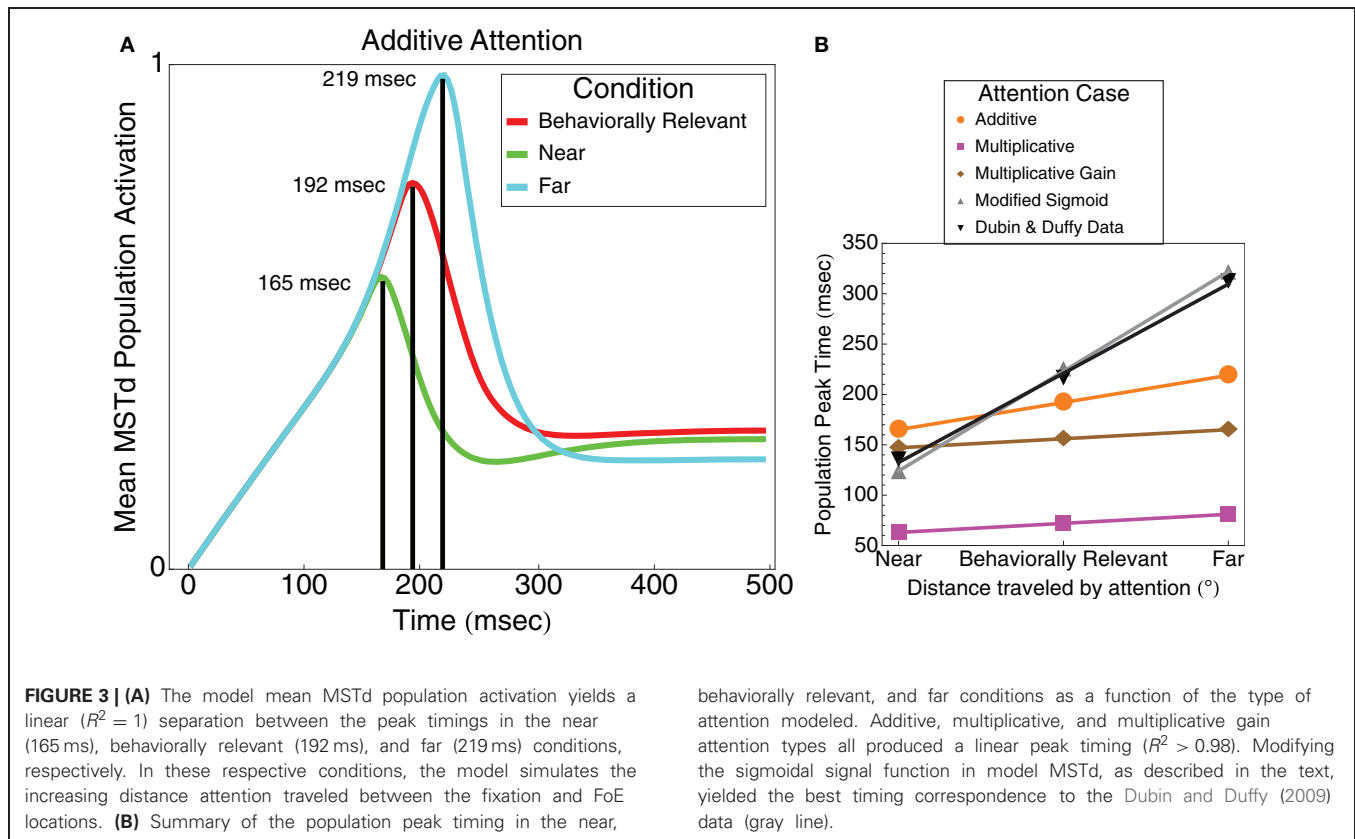 A
Additive Attention
1
0
Mean MSTd Population Activation
219 msec
192 msec
165 msec
Condition
Behaviorally Relevant
Near
Far
0 100 200 300 400 500
Time (msec)
B
Attention Case
Additive
Multiplicative
Multiplicative Gain
Modified Sigmoid
Dubin & Duffy Data
Population Peak Time (msec)
350
300
250
200
150
100
50
Near Behaviorally Relevant Far
Distance traveled by attention (°)
FIGURE 3 | (A) The model mean MSTd population activation yields a
linear (R² = 1) separation between the peak timings in the near
(165 ms), behaviorally relevant (192 ms), and far (219 ms) conditions,
respectively. In these respective conditions, the model simulates the
increasing distance attention traveled between the fixation and FoE
locations. (B) Summary of the population peak timing in the near,
behaviorally relevant, and far conditions as a function of the type of
attention modeled. Additive, multiplicative, and multiplicative gain
attention types all produced a linear peak timing (R² > 0.98). Modifying
the sigmoidal signal function in model MSTd, as described in the text,
yielded the best timing correspondence to the Dubin and Duffy (2009)
data (gray line).